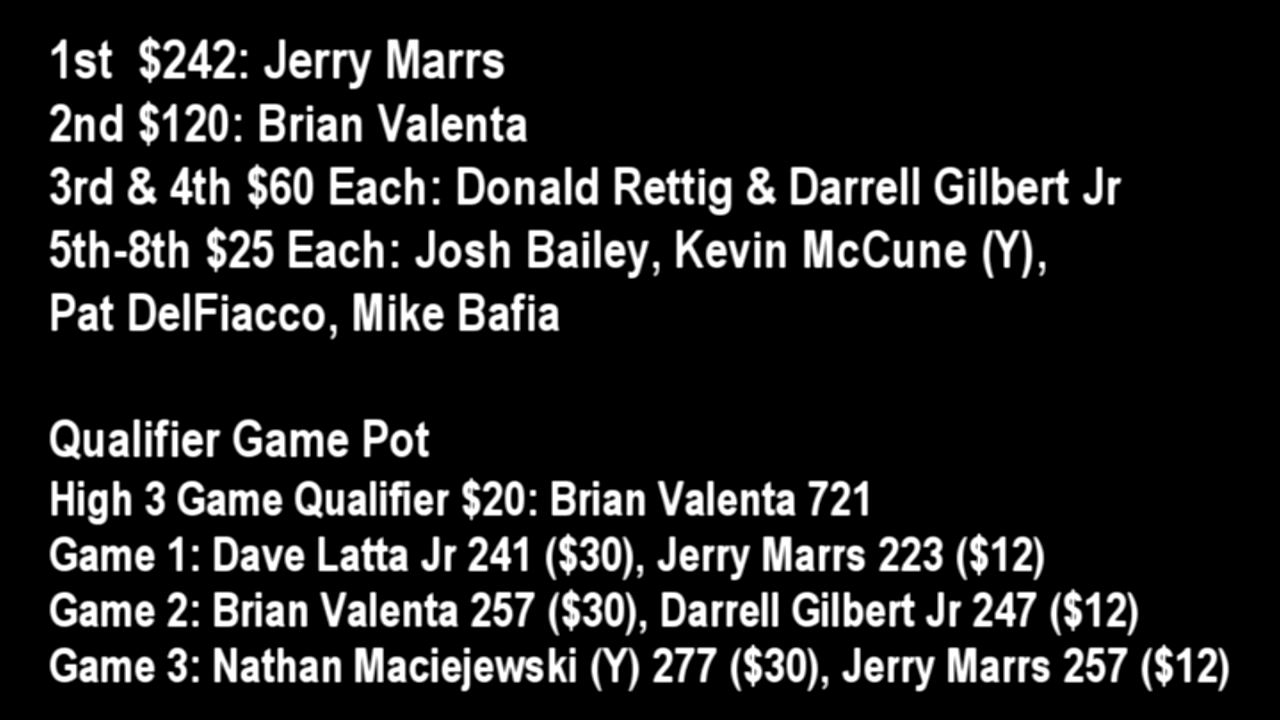 1st $242: Jerry Marrs
2nd $120: Brian Valenta
3rd & 4th $60 Each: Donald Rettig & Darrell Gilbert Jr
5th-8th $25 Each: Josh Bailey, Kevin McCune (Y),
Pat DelFiacco, Mike Bafia
Qualifier Game Pot
High 3 Game Qualifier $20: Brian Valenta 721
Game 1: Dave Latta Jr 241 ($30), Jerry Marrs 223 ($12)
Game 2: Brian Valenta 257 ($30), Darrell Gilbert Jr 247 ($12)
Game 3: Nathan Maciejewski (Y) 277 ($30), Jerry Marrs 257 ($12)